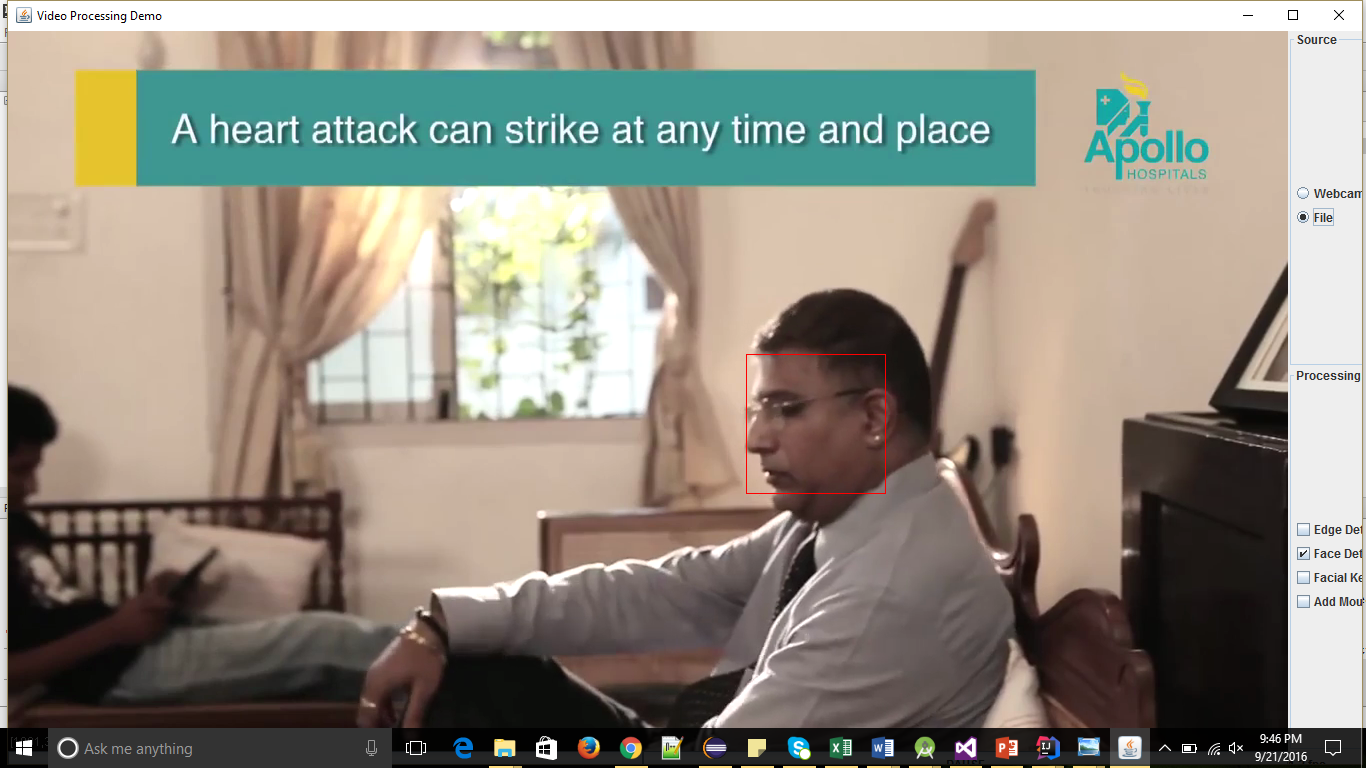 Video Processing Demo
Source
A heart attack can strike at any time and place
Apollo
HOSPITALS
Webcam
File
Processing
Edge Det
Face Det
Facial Ke
Add Mou
Ask me anything
9:46 PM
9/21/2016